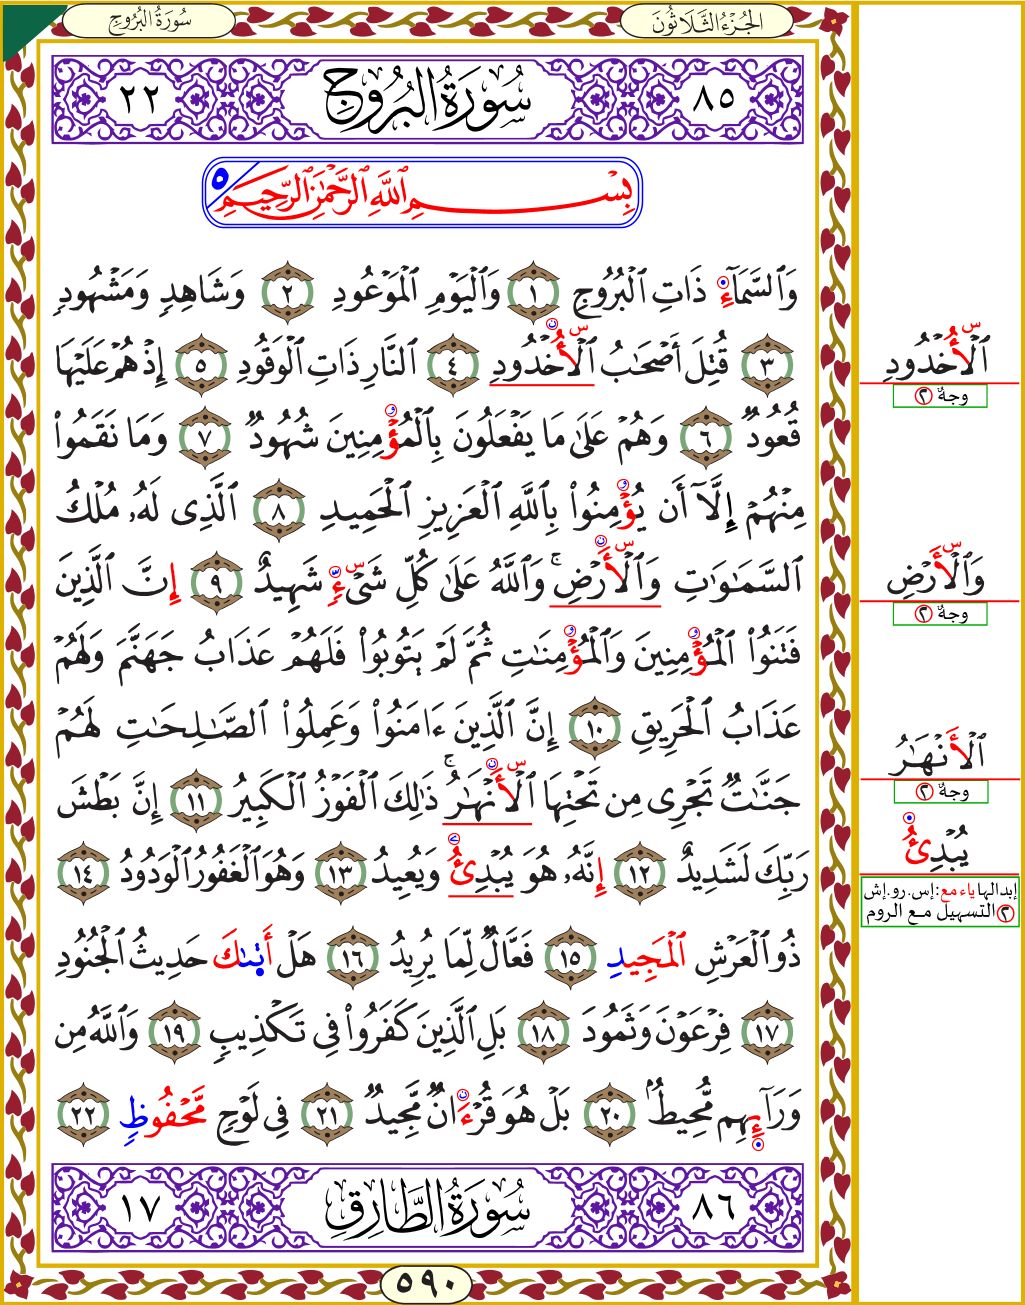 سُورَةُ البُرُوجِ
الجُزْءُ الثَّلَاثُونَ
٨٥ سُورَةُ البُرُوجِ ٢٢
بِسْمِ ٱللَّهِ ٱلرَّحْمَٰنِ ٱلرَّحِيمِ ٥
وَٱلسَّمَآءِ ذَاتِ ٱلْبُرُوجِ ١ وَٱلْيَوْمِ ٱلْمَوْعُودِ ٢ وَشَاهِدٍ وَمَشْهُودٍ
٣ قُتِلَ أَصْحَٰبُ ٱلْأُخْدُودِ ٤ ٱلنَّارِ ذَاتِ ٱلْوَقُودِ ٥ إِذْ هُمْ عَلَيْهَا
قُعُودٌ ٦ وَهُمْ عَلَىٰ مَا يَفْعَلُونَ بِٱلْمُؤْمِنِينَ شُهُودٌ ٧ وَمَا نَقَمُوا۟
مِنْهُمْ إِلَّآ أَن يُؤْمِنُوا۟ بِٱللَّهِ ٱلْعَزِيزِ ٱلْحَمِيدِ ٨ ٱلَّذِى لَهُۥ مُلْكُ
ٱلسَّمَٰوَٰتِ وَٱلْأَرْضِ ۚ وَٱللَّهُ عَلَىٰ كُلِّ شَىْءٍ شَهِيدٌ ٩ إِنَّ ٱلَّذِينَ
فَتَنُوا۟ ٱلْمُؤْمِنِينَ وَٱلْمُؤْمِنَٰتِ ثُمَّ لَمْ يَتُوبُوا۟ فَلَهُمْ عَذَابُ جَهَنَّمَ وَلَهُمْ
عَذَابُ ٱلْحَرِيقِ ١٠ إِنَّ ٱلَّذِينَ ءَامَنُوا۟ وَعَمِلُوا۟ ٱلصَّٰلِحَٰتِ لَهُمْ
جَنَّٰتٌ تَجْرِى مِن تَحْتِهَا ٱلْأَنْهَٰرُ ۚ ذَٰلِكَ ٱلْفَوْزُ ٱلْكَبِيرُ ١١ إِنَّ بَطْشَ
رَبِّكَ لَشَدِيدٌ ١٢ إِنَّهُۥ هُوَ يُبْدِئُ وَيُعِيدُ ١٣ وَهُوَ ٱلْغَفُورُ ٱلْوَدُودُ ١٤
ذُو ٱلْعَرْشِ ٱلْمَجِيدِ ١٥ فَعَّالٌ لِّمَا يُرِيدُ ١٦ هَلْ أَتَىٰكَ حَدِيثُ ٱلْجُنُودِ
١٧ فِرْعَوْنَ وَثَمُودَ ١٨ بَلِ ٱلَّذِينَ كَفَرُوا۟ فِى تَكْذِيبٍ ١٩ وَٱللَّهُ مِن
وَرَآئِهِم مُّحِيطٌۢ ٢٠ بَلْ هُوَ قُرْءَانٌ مَّجِيدٌ ٢١ فِى لَوْحٍ مَّحْفُوظٍ ٢٢
٨٦ سُورَةُ الطَّارِقِ ١٧
٥٩٠
ٱلْأُخْدُودِ
٢ وجهٌ
وَٱلْأَرْضِ
٢ وجهٌ
ٱلْأَنْهَٰرُ
٢ وجهٌ
يُبْدِئُ
إبدالها ياء مع: إس. رو. إش
٢ التسهيل مع الروم